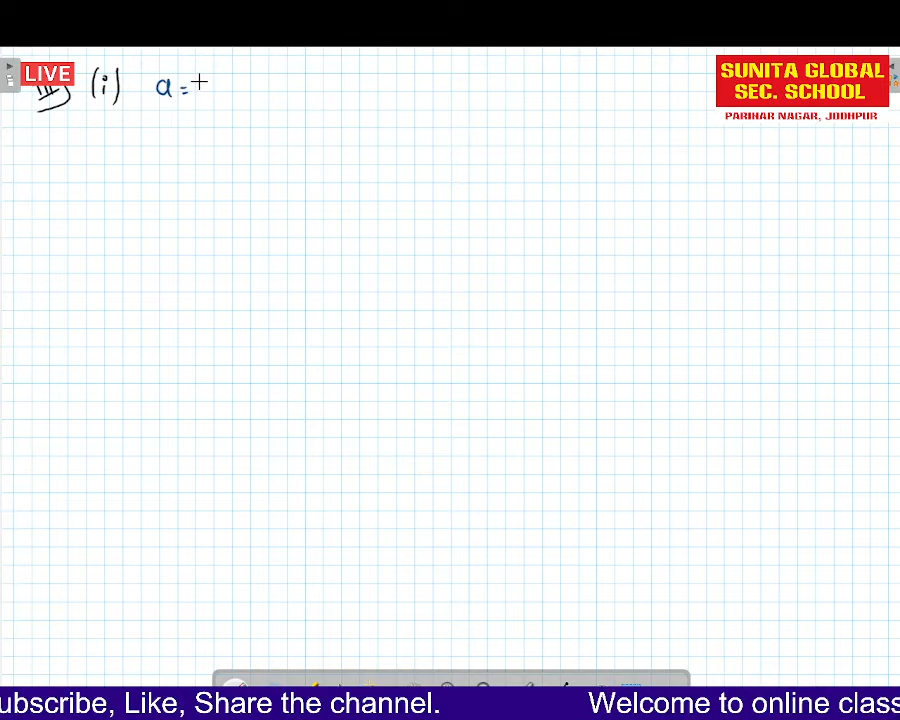 LIVE
(i) a =
SUNITA GLOBAL
SEC. SCHOOL
PARIHAR NAGAR, JODHPUR
ubscribe, Like, Share the channel. Welcome to online class